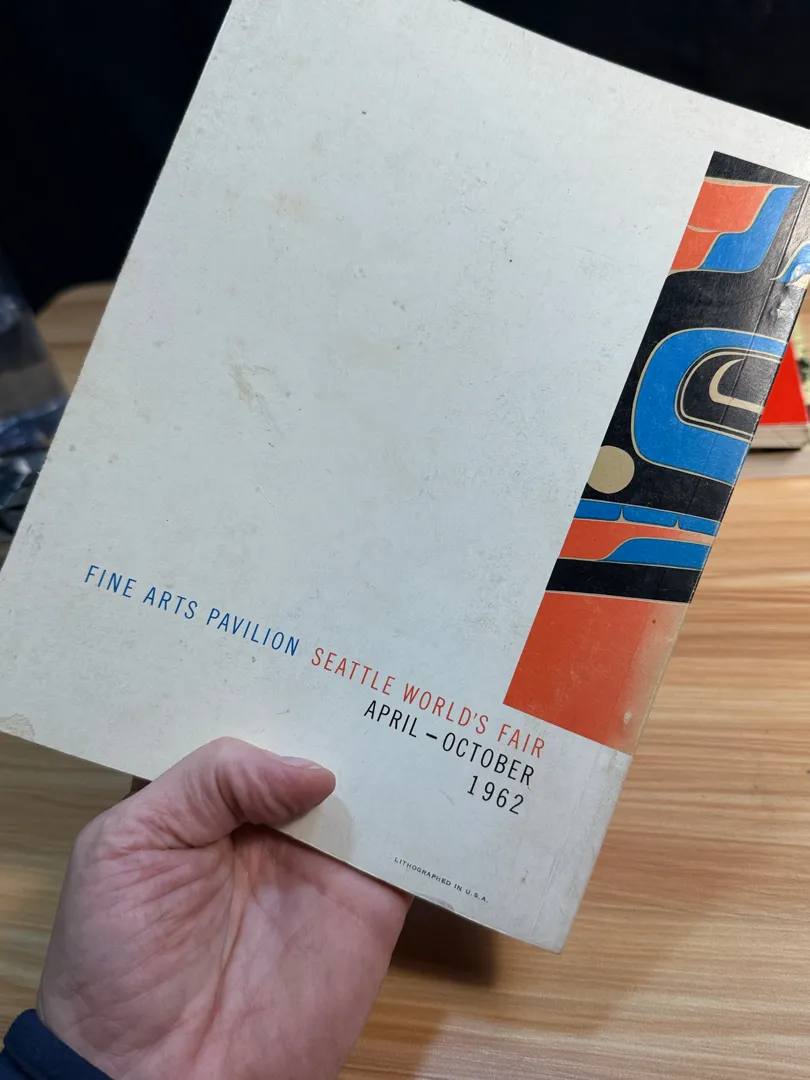 FINE ARTS PAVILION SEATTLE WORLD'S FAIR
APRIL – OCTOBER
1962
LITHOGRAPHED IN U.S.A.